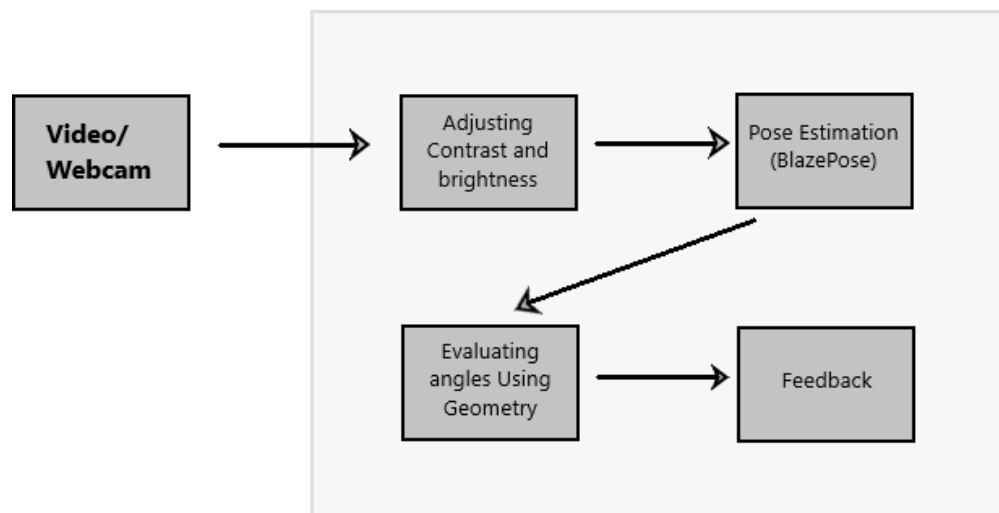 Video/
Webcam
Adjusting
Contrast and
brightness
Pose Estimation
(BlazePose)
Evaluating
angles Using
Geometry
Feedback